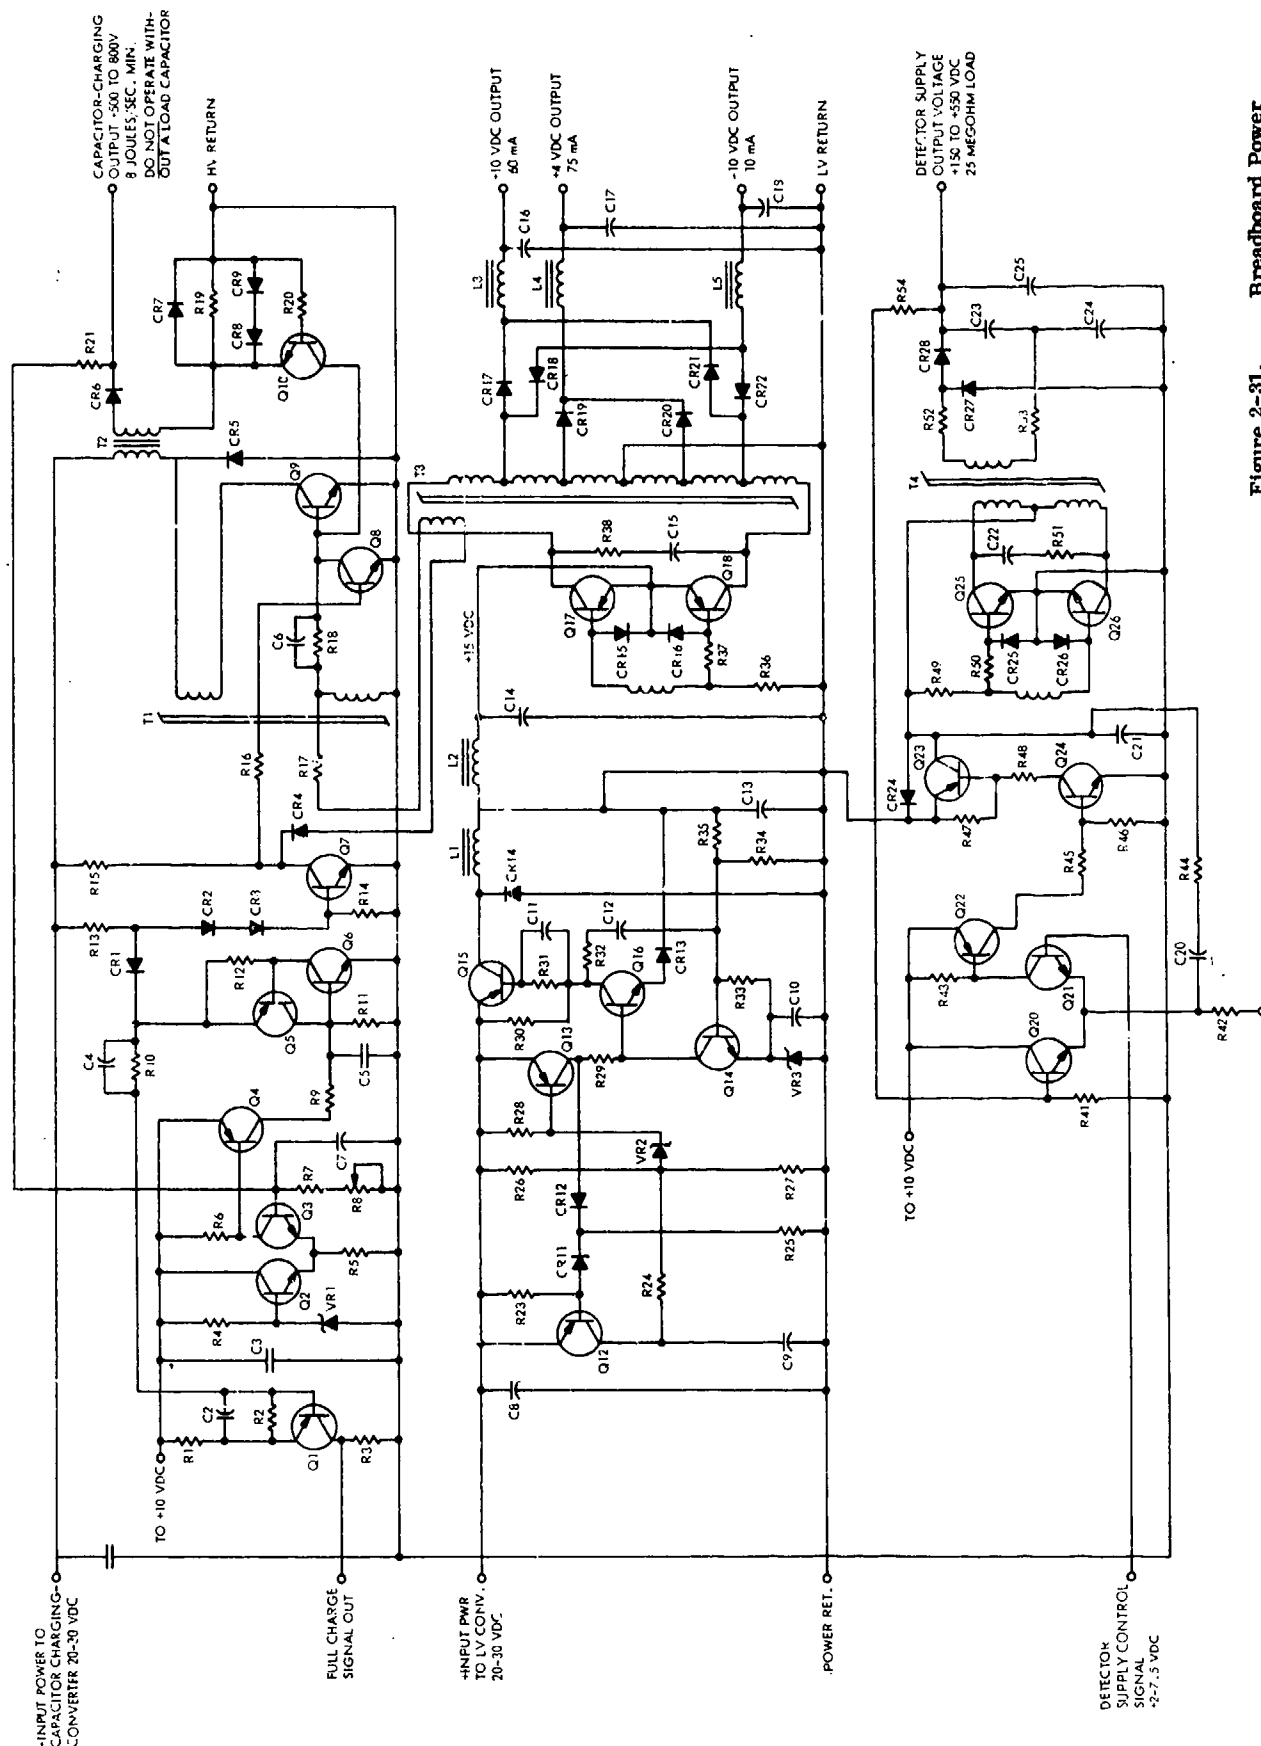 CAPACITOR-CHARGING
OUTPUT -500 TO 800V
8 JOULES/SEC. MIN.
DO NOT OPERATE WITH-
OUT A LOAD CAPACITOR
HV RETURN
+10 VDC OUTPUT
60 mA
+4 VDC OUTPUT
75 mA
-10 VDC OUTPUT
10 mA
LV RETURN
DETECTOR SUPPLY
OUTPUT VOLTAGE
+150 TO +550 VDC
25 MEGOHM LOAD
R21
CR6
T2
CR5
CR7
R19
CR8
CR9
R20
Q10
Q9
Q8
C6
R18
T1
R16
R17
CR4
R15
R13
CR1
CR2
CR3
Q7
R14
R12
Q6
Q5
R11
C4
R10
C5
R9
Q4
C7
R6
R7
R8
Q3
Q2
R5
R4
VR1
C3
C2
R2
R1
Q1
R3
TO +10 VDC
-INPUT POWER TO
CAPACITOR CHARGING-
CONVERTER 20-30 VDC
FULL CHARGE
SIGNAL OUT
L3
C16
L4
C17
L5
C18
CR17
CR18
CR19
CR20
CR21
CR22
T3
R38
C15
Q17
Q18
CR15
CR16
R37
R36
+15 VDC
C14
L2
L1
CR14
C13
R35
R34
C11
R31
C12
R32
Q15
Q16
CR13
R30
Q13
R29
R33
C10
Q14
VR3
R28
VR2
R26
R27
CR12
CR11
R25
R24
R23
Q12
C9
C8
+INPUT PWR
TO LV CONV.
20-30 VDC
POWER RET.
R54
C25
C23
C24
CR28
CR27
R52
R53
T4
C22
R51
Q25
Q26
R49
R50
CR25
CR26
Q23
CR24
R48
Q24
C21
R47
R46
R45
R44
Q22
R43
Q21
Q20
C20
R42
R41
TO +10 VDC
DETECTOR
SUPPLY CONTROL
SIGNAL
+2-7.5 VDC
Figure 2-31. Breadboard Power